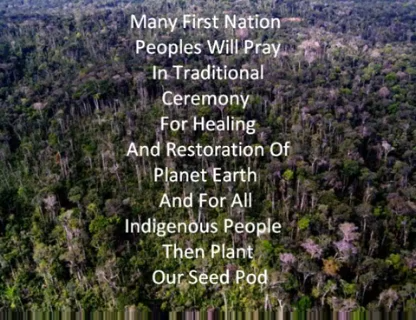 Many First Nation
Peoples Will Pray
In Traditional
Ceremony
For Healing
And Restoration Of
Planet Earth
And For All
Indigenous People
Then Plant
Our Seed Pod